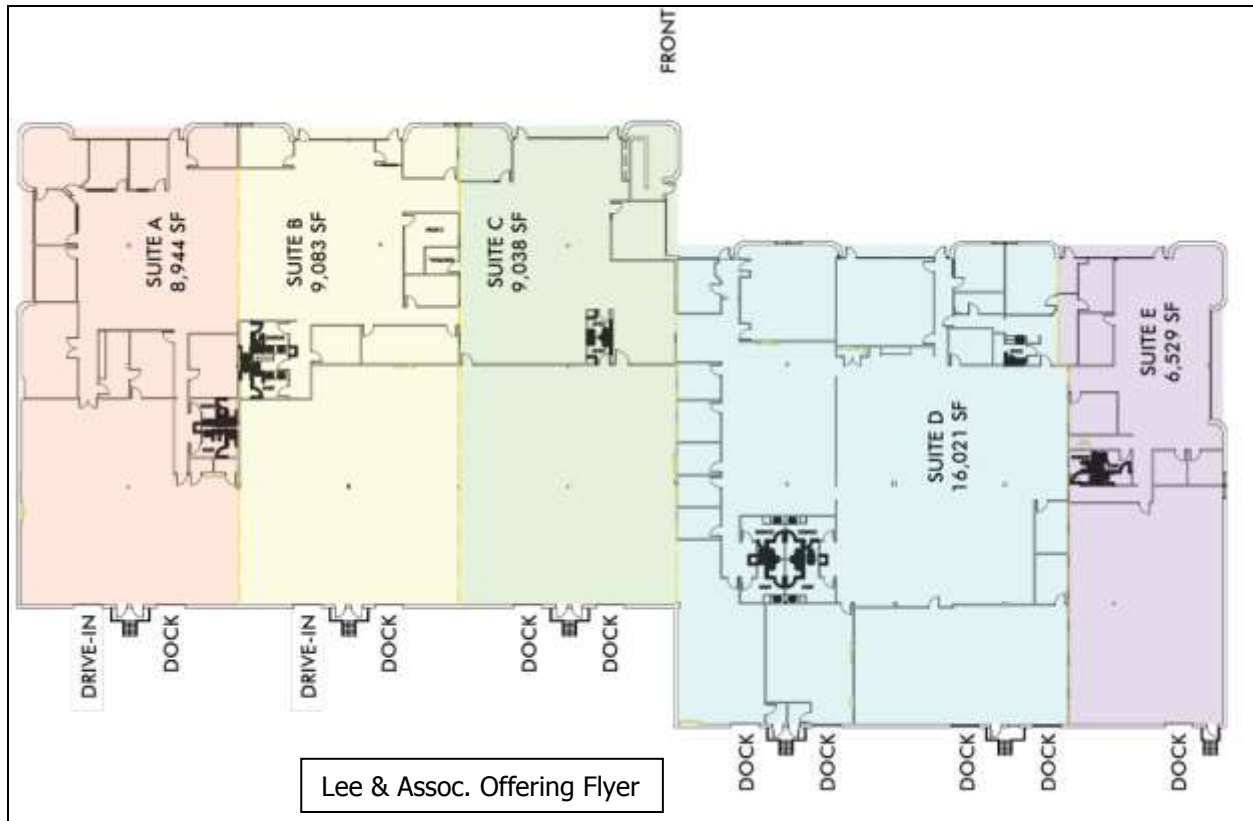 FRONT
SUITE A
8,944 SF
SUITE B
9,083 SF
SUITE C
9,038 SF
SUITE D
16,021 SF
SUITE E
6,529 SF
DRIVE-IN
DOCK
DRIVE-IN
DOCK
DOCK
DOCK
DOCK
DOCK
DOCK
DOCK
DOCK
Lee & Assoc. Offering Flyer